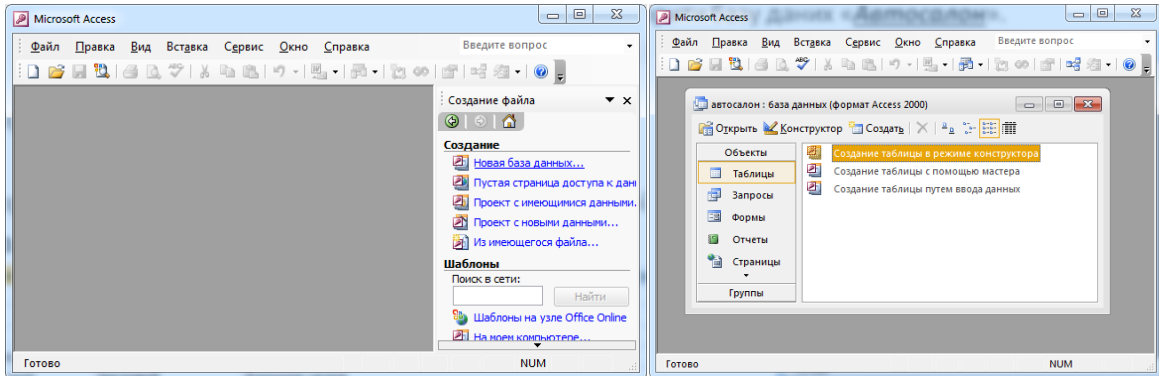 Microsoft Access
Файл Правка Вид Вставка Сервис Окно Справка Введите вопрос
Создание файла
Создание
Новая база данных...
Пустая страница доступа к дан
Проект с имеющимися данными.
Проект с новыми данными...
Из имеющегося файла...
Шаблоны
Поиск в сети:
Найти
Шаблоны на узле Office Online
На моем компьютере...
Готово NUM
Microsoft Access
базу даних «Автосалон».
Файл Правка Вид Вставка Сервис Окно Справка Введите вопрос
автосалон : база данных (формат Access 2000)
Открыть Конструктор Создать
Объекты
Таблицы
Запросы
Формы
Отчеты
Страницы
Группы
Создание таблицы в режиме конструктора
Создание таблицы с помощью мастера
Создание таблицы путем ввода данных
Готово NUM